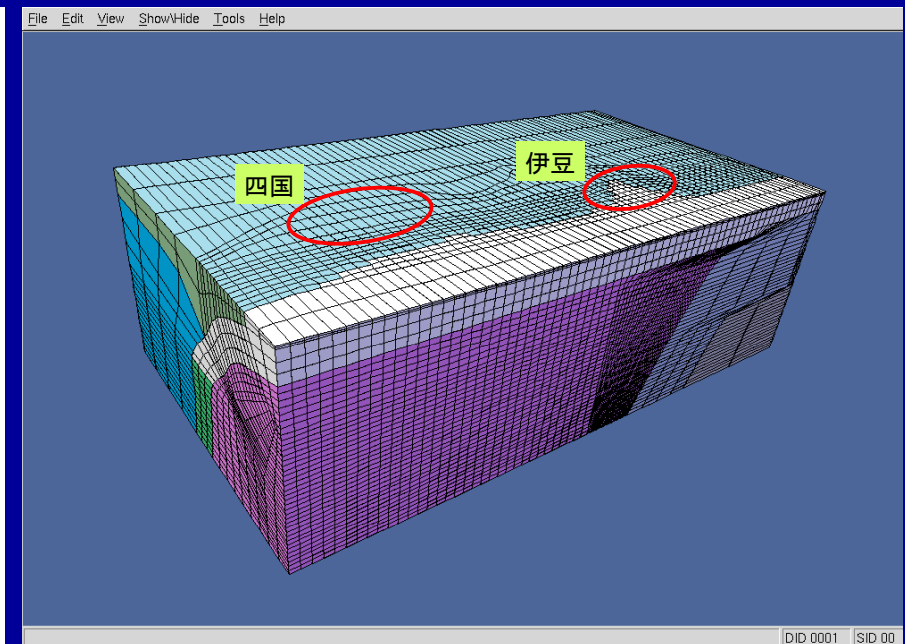 File Edit View Show\Hide Tools Help
伊豆
四国
DID 0001 SID 00